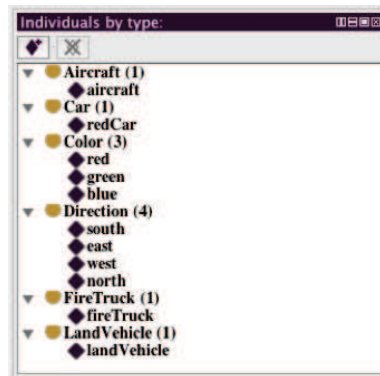 Individuals by type:
Aircraft (1)
aircraft
Car (1)
redCar
Color (3)
red
green
blue
Direction (4)
south
east
west
north
FireTruck (1)
fireTruck
LandVehicle (1)
landVehicle